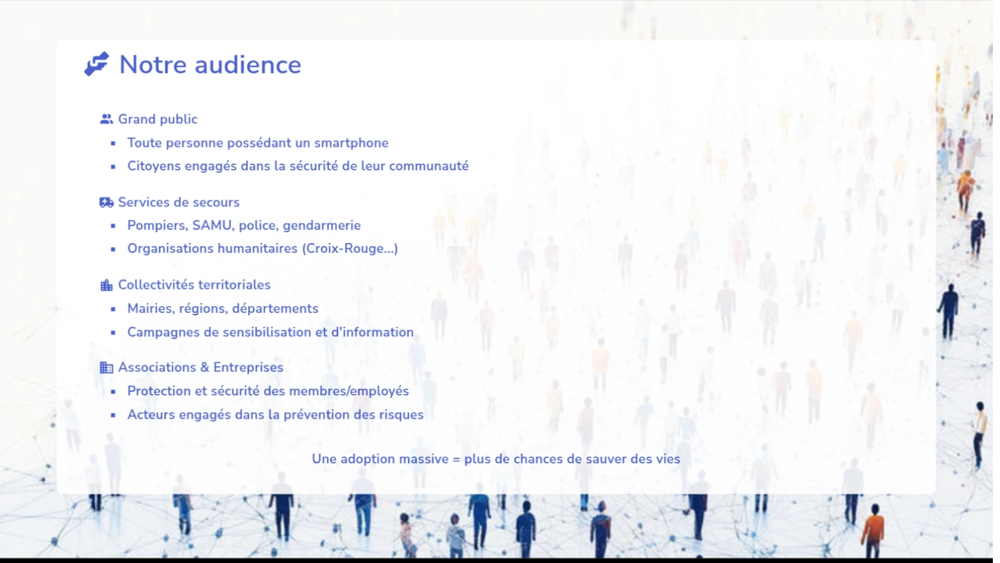 Notre audience
Grand public
▪ Toute personne possédant un smartphone
▪ Citoyens engagés dans la sécurité de leur communauté
Services de secours
▪ Pompiers, SAMU, police, gendarmerie
▪ Organisations humanitaires (Croix-Rouge...)
Collectivités territoriales
▪ Mairies, régions, départements
▪ Campagnes de sensibilisation et d'information
Associations & Entreprises
▪ Protection et sécurité des membres/employés
▪ Acteurs engagés dans la prévention des risques
Une adoption massive = plus de chances de sauver des vies